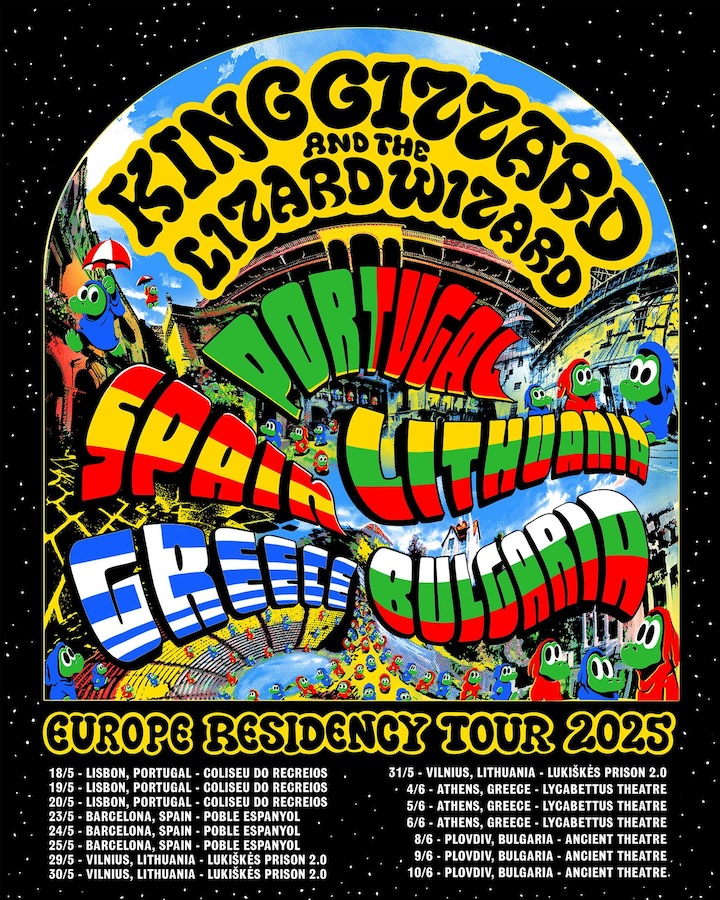 KING GIZZARD
AND THE
LIZARD WIZARD
PORTUGAL
SPAIN
LITHUANIA
GREECE
BULGARIA
EUROPE RESIDENCY TOUR 2025
18/5 - LISBON, PORTUGAL - COLISEU DO RECREIOS
19/5 - LISBON, PORTUGAL - COLISEU DO RECREIOS
20/5 - LISBON, PORTUGAL - COLISEU DO RECREIOS
23/5 - BARCELONA, SPAIN - POBLE ESPANYOL
24/5 - BARCELONA, SPAIN - POBLE ESPANYOL
25/5 - BARCELONA, SPAIN - POBLE ESPANYOL
29/5 - VILNIUS, LITHUANIA - LUKIŠKĖS PRISON 2.0
30/5 - VILNIUS, LITHUANIA - LUKIŠKĖS PRISON 2.0
31/5 - VILNIUS, LITHUANIA - LUKIŠKĖS PRISON 2.0
4/6 - ATHENS, GREECE - LYCABETTUS THEATRE
5/6 - ATHENS, GREECE - LYCABETTUS THEATRE
6/6 - ATHENS, GREECE - LYCABETTUS THEATRE
8/6 - PLOVDIV, BULGARIA - ANCIENT THEATRE
9/6 - PLOVDIV, BULGARIA - ANCIENT THEATRE
10/6 - PLOVDIV, BULGARIA - ANCIENT THEATRE